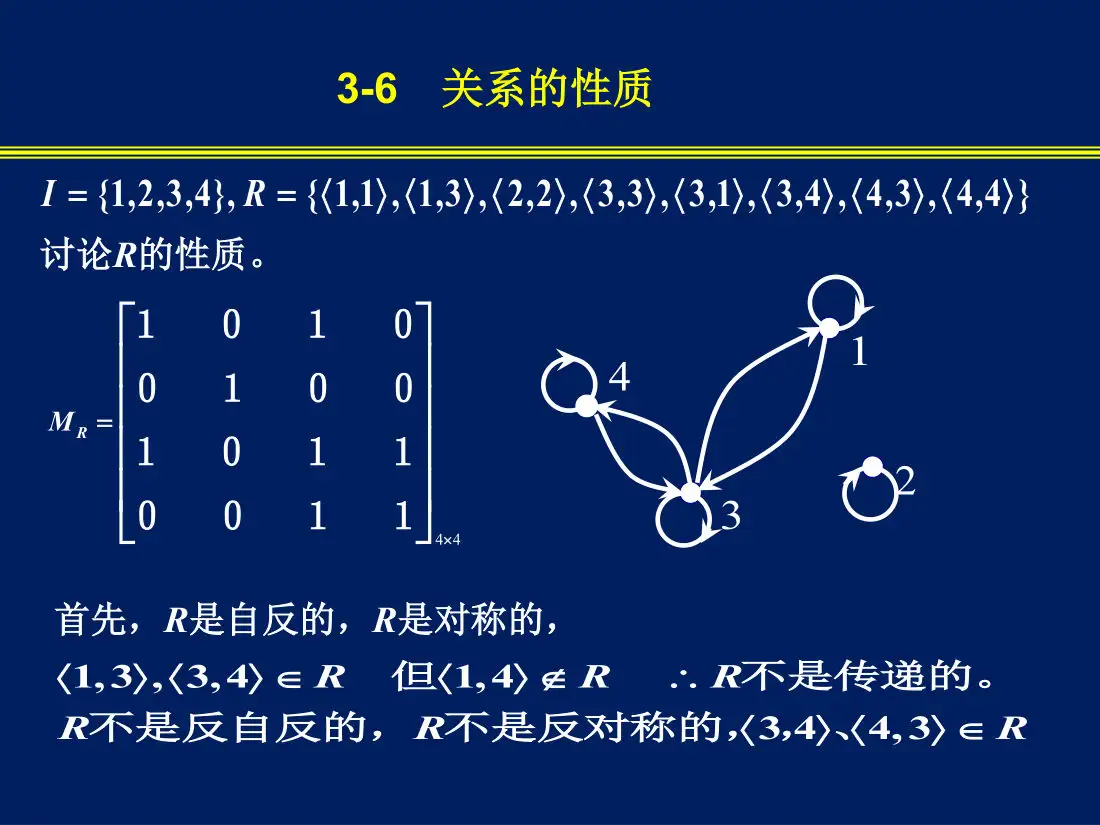 3-6 关系的性质
I = {1,2,3,4}, R = {⟨1,1⟩,⟨1,3⟩,⟨2,2⟩,⟨3,3⟩,⟨3,1⟩,⟨3,4⟩,⟨4,3⟩,⟨4,4⟩}
讨论R的性质。
1 0 1 0
0 1 0 0
M_R =
1 0 1 1
0 0 1 1
4×4
1
4
2
3
首先，R是自反的，R是对称的，
⟨1,3⟩,⟨3,4⟩ ∈ R 但⟨1,4⟩ ∉ R ∴ R不是传递的。
R不是反自反的，R不是反对称的，⟨3,4⟩、⟨4,3⟩ ∈ R